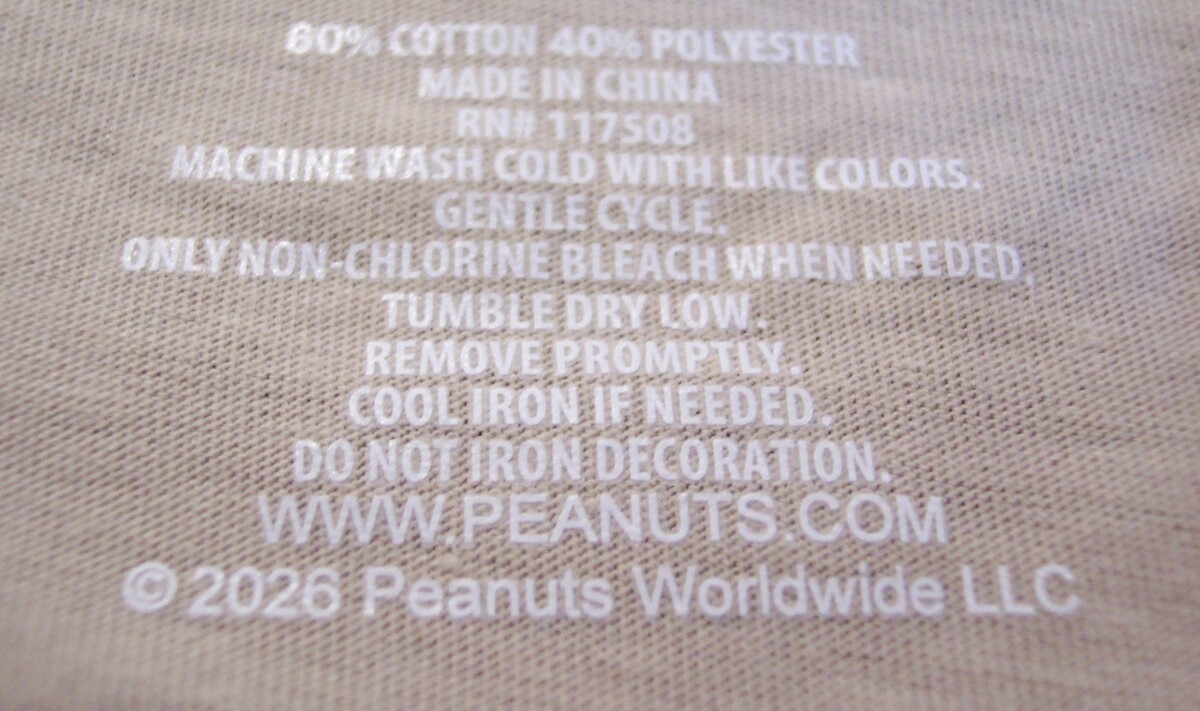 60% COTTON 40% POLYESTER
MADE IN CHINA
RN# 117508
MACHINE WASH COLD WITH LIKE COLORS.
GENTLE CYCLE.
ONLY NON-CHLORINE BLEACH WHEN NEEDED.
TUMBLE DRY LOW.
REMOVE PROMPTLY.
COOL IRON IF NEEDED.
DO NOT IRON DECORATION.
WWW.PEANUTS.COM
© 2026 Peanuts Worldwide LLC